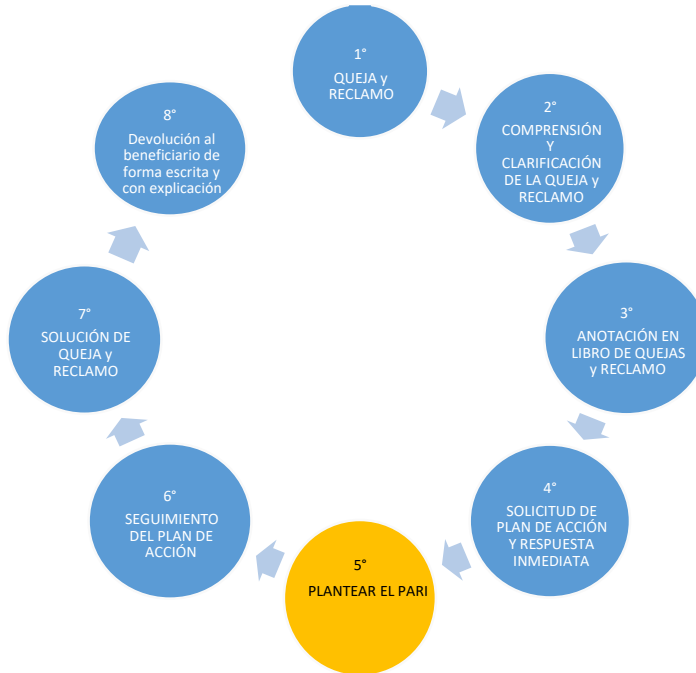 1°
QUEJA y
RECLAMO
2°
COMPRENSIÓN
Y
CLARIFICACIÓN
DE LA QUEJA y
RECLAMO
3°
ANOTACIÓN EN
LIBRO DE QUEJAS
y RECLAMO
4°
SOLICITUD DE
PLAN DE ACCIÓN
Y RESPUESTA
INMEDIATA
5°
PLANTEAR EL PARI
6°
SEGUIMIENTO
DEL PLAN DE
ACCIÓN
7°
SOLUCIÓN DE
QUEJA y
RECLAMO
8°
Devolución al
beneficiario de
forma escrita y
con explicación